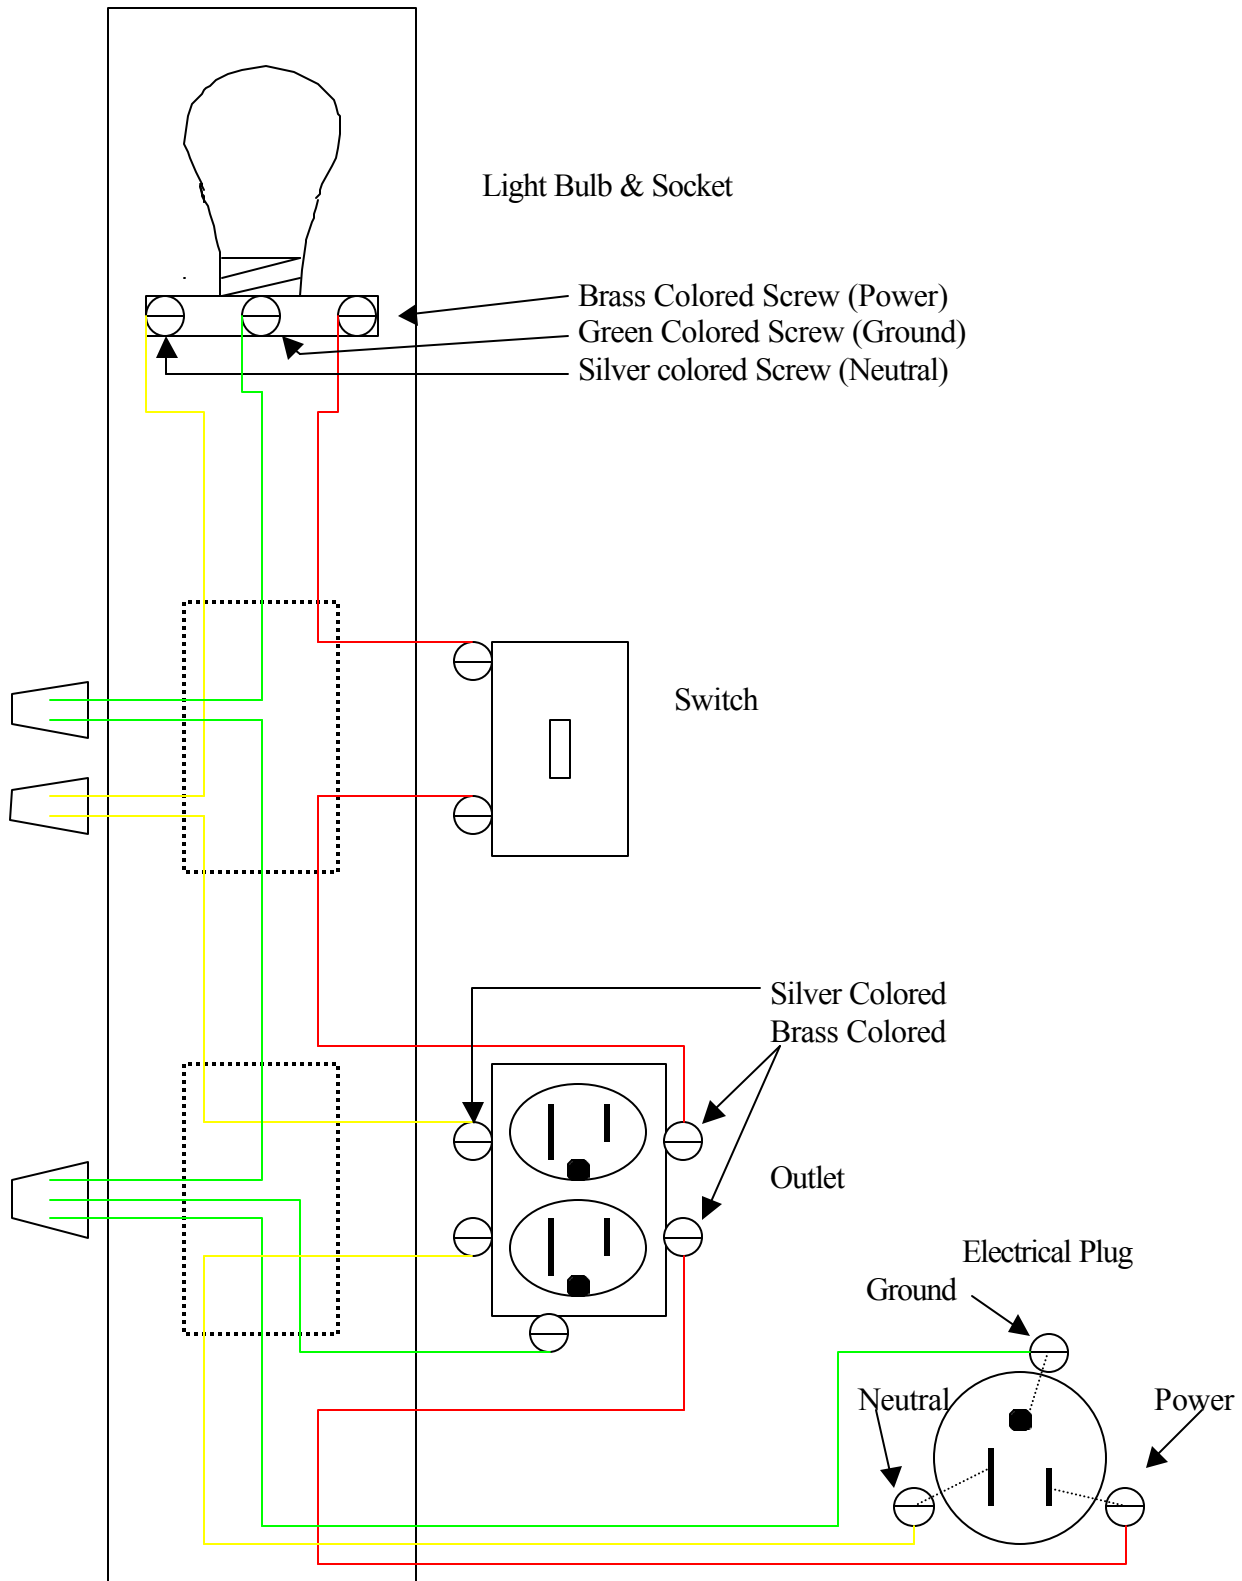 Light Bulb & Socket
Brass Colored Screw (Power)
Green Colored Screw (Ground)
Silver colored Screw (Neutral)
Switch
Silver Colored
Brass Colored
Outlet
Electrical Plug
Ground
Neutral
Power